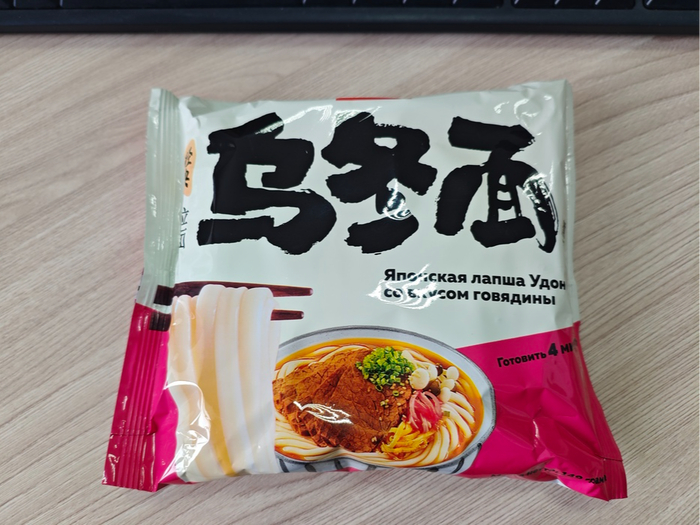 乌冬面
Японская лапша Удон
со вкусом говядины
Готовить 4 ми